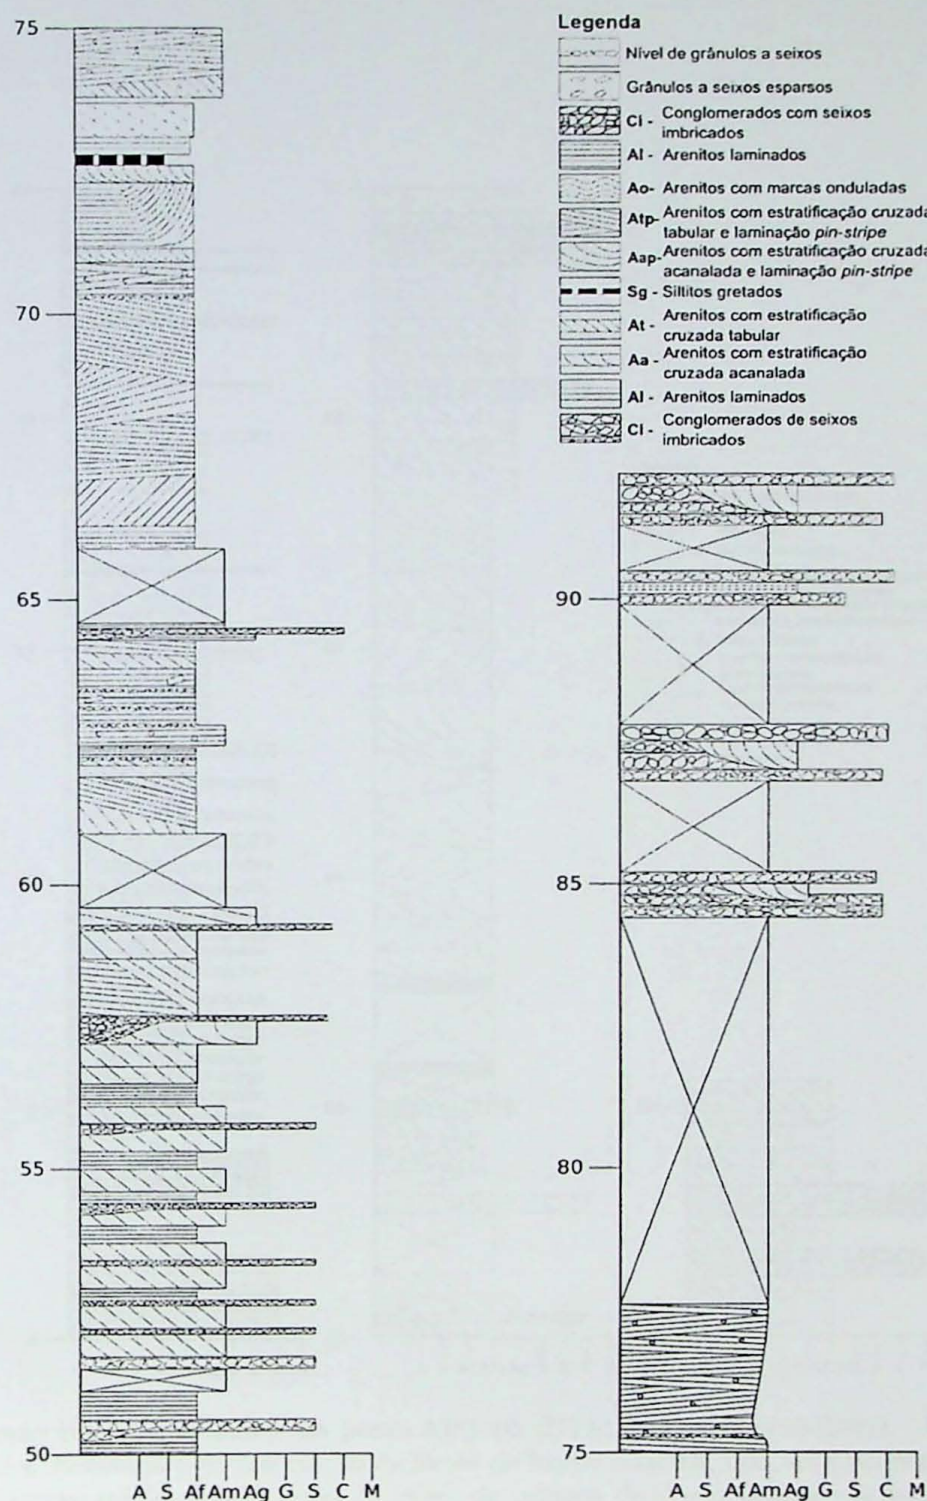 75
70
65
60
55
50
A S Af Am Ag G S C M
Legenda
Nível de grânulos a seixos
Grânulos a seixos esparsos
Cl - Conglomerados com seixos
imbricados
Al - Arenitos laminados
Ao- Arenitos com marcas onduladas
Atp- Arenitos com estratificação cruzada
tabular e laminação pin-stripe
Aap- Arenitos com estratificação cruzada
acanalada e laminação pin-stripe
Sg - Siltitos gretados
At - Arenitos com estratificação
cruzada tabular
Aa - Arenitos com estratificação
cruzada acanalada
Al - Arenitos laminados
Cl - Conglomerados de seixos
imbricados
90
85
80
75
A S Af Am Ag G S C M